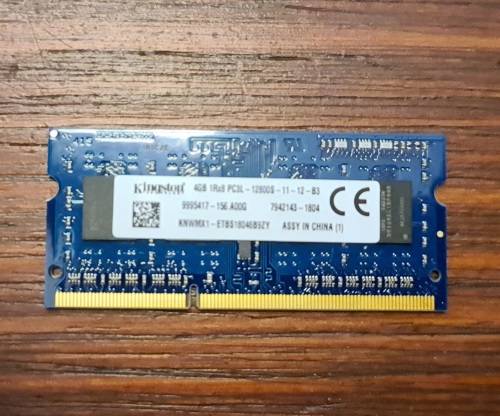 Kingston 4GB 1Rx8 PC3L - 12800S - 11 - 12 - B3
9995417 - 156.A00G 7942143 - 1804
KNWMX1 - ETBS18046B9ZY ASSY IN CHINA (1)
CE